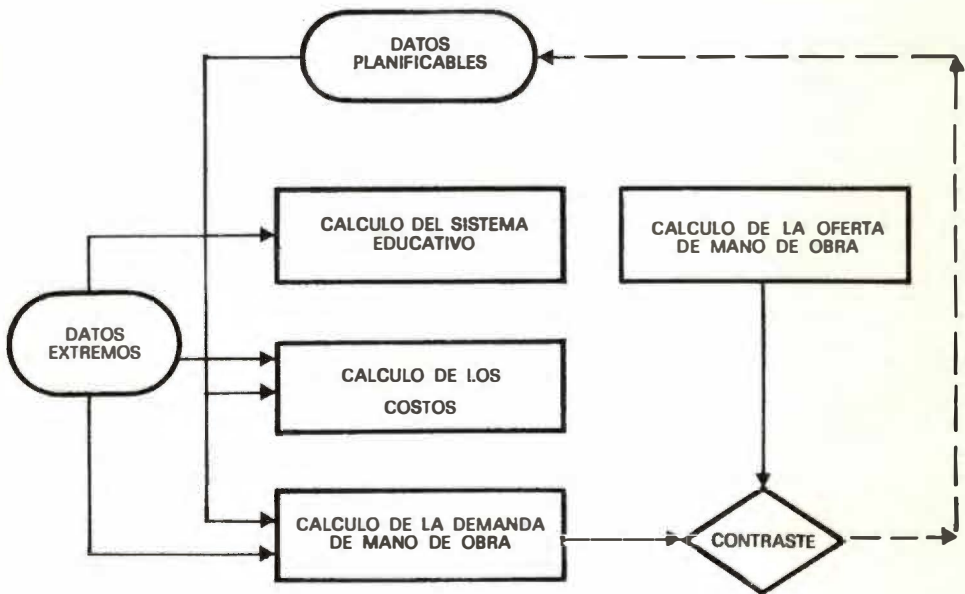 DATOS
PLANIFICABLES
CALCULO DEL SISTEMA
EDUCATIVO
CALCULO DE LA OFERTA
DE MANO DE OBRA
DATOS
EXTREMOS
CALCULO DE LOS
COSTOS
CALCULO DE LA DEMANDA
DE MANO DE OBRA
CONTRASTE